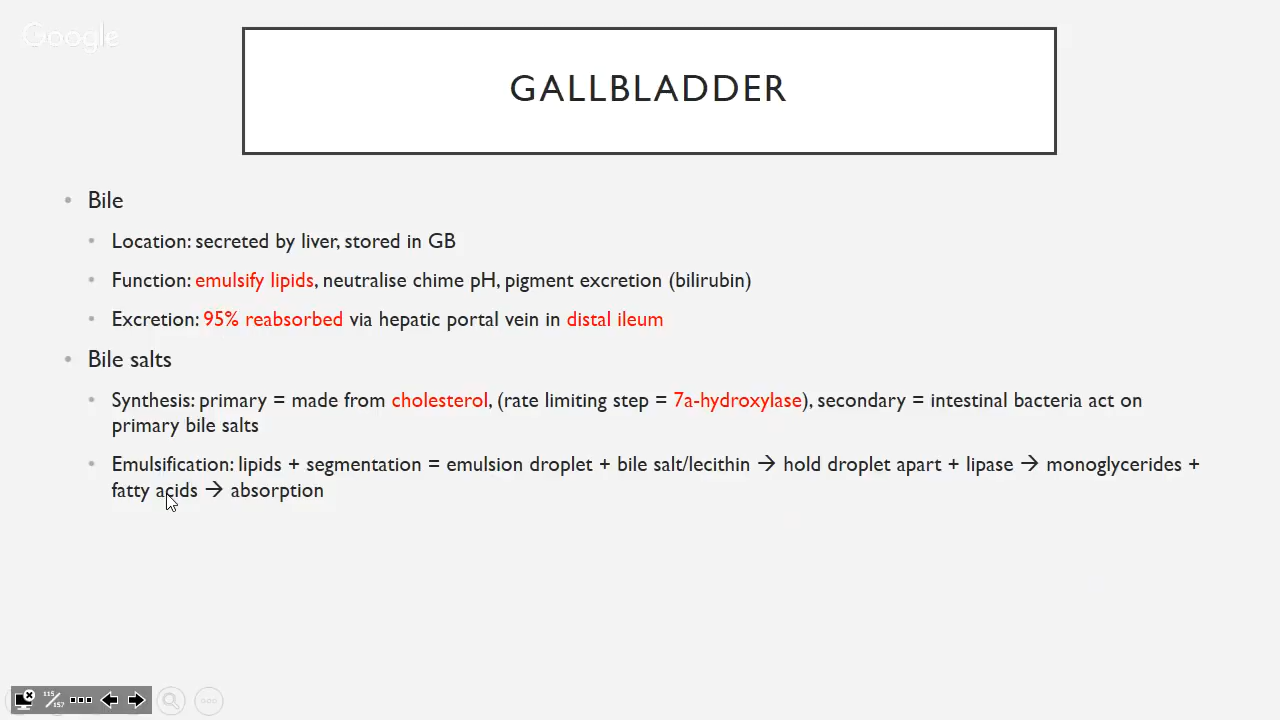 Google
GALLBLADDER
• Bile
• Location: secreted by liver, stored in GB
• Function: emulsify lipids, neutralise chime pH, pigment excretion (bilirubin)
• Excretion: 95% reabsorbed via hepatic portal vein in distal ileum
• Bile salts
• Synthesis: primary = made from cholesterol, (rate limiting step = 7a-hydroxylase), secondary = intestinal bacteria act on
primary bile salts
• Emulsification: lipids + segmentation = emulsion droplet + bile salt/lecithin → hold droplet apart + lipase → monoglycerides +
fatty acids → absorption
115/157